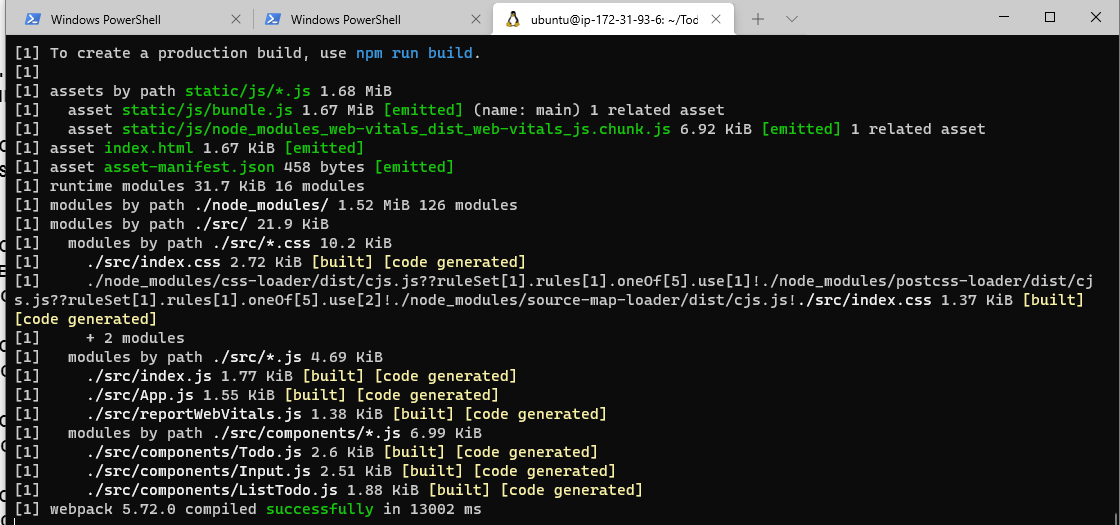 Windows PowerShell
Windows PowerShell
ubuntu@ip-172-31-93-6: ~/Tod
[1] To create a production build, use npm run build.
[1]
[1] assets by path static/js/*.js 1.68 MiB
[1]   asset static/js/bundle.js 1.67 MiB [emitted] (name: main) 1 related asset
[1]   asset static/js/node_modules_web-vitals_dist_web-vitals_js.chunk.js 6.92 KiB [emitted] 1 related asset
[1] asset index.html 1.67 KiB [emitted]
[1] asset asset-manifest.json 458 bytes [emitted]
[1] runtime modules 31.7 KiB 16 modules
[1] modules by path ./node_modules/ 1.52 MiB 126 modules
[1] modules by path ./src/ 21.9 KiB
[1]   modules by path ./src/*.css 10.2 KiB
[1]     ./src/index.css 2.72 KiB [built] [code generated]
[1]     ./node_modules/css-loader/dist/cjs.js??ruleSet[1].rules[1].oneOf[5].use[1]!./node_modules/postcss-loader/dist/cj
s.js??ruleSet[1].rules[1].oneOf[5].use[2]!./node_modules/source-map-loader/dist/cjs.js!./src/index.css 1.37 KiB [built]
[code generated]
[1]     + 2 modules
[1]   modules by path ./src/*.js 4.69 KiB
[1]     ./src/index.js 1.77 KiB [built] [code generated]
[1]     ./src/App.js 1.55 KiB [built] [code generated]
[1]     ./src/reportWebVitals.js 1.38 KiB [built] [code generated]
[1]   modules by path ./src/components/*.js 6.99 KiB
[1]     ./src/components/Todo.js 2.6 KiB [built] [code generated]
[1]     ./src/components/Input.js 2.51 KiB [built] [code generated]
[1]     ./src/components/ListTodo.js 1.88 KiB [built] [code generated]
[1] webpack 5.72.0 compiled successfully in 13002 ms